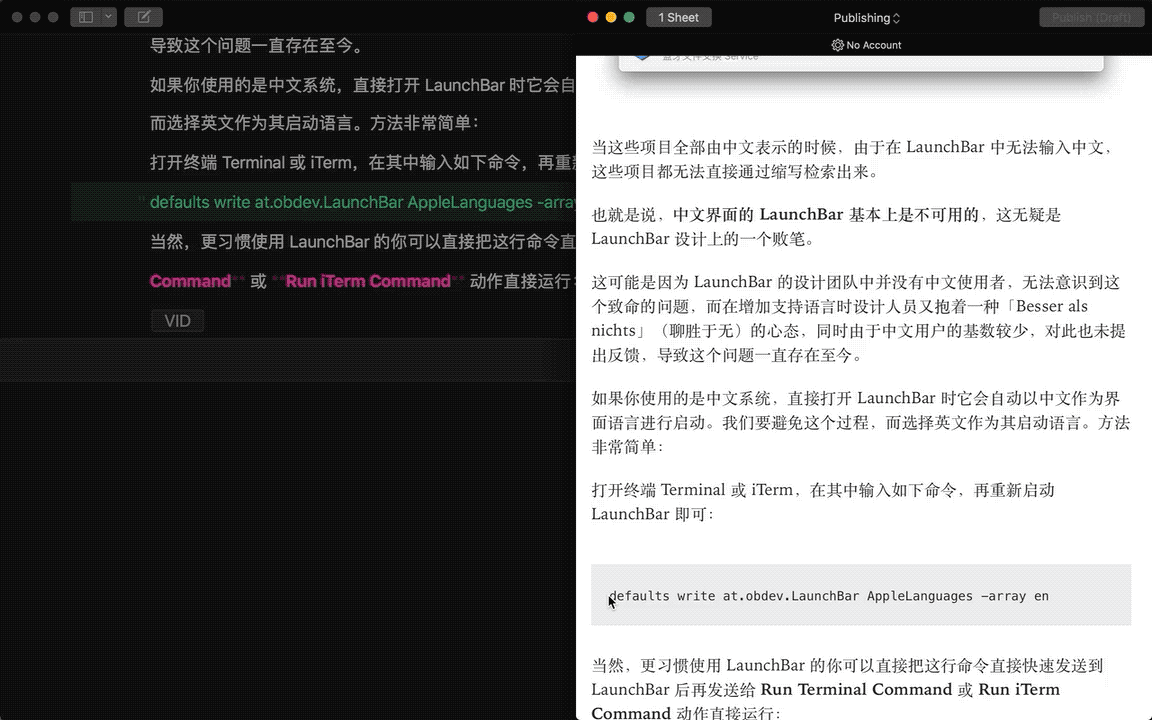 导致这个问题一直存在至今。
如果你使用的是中文系统，直接打开 LaunchBar 时它会自
而选择英文作为其启动语言。方法非常简单：
打开终端 Terminal 或 iTerm，在其中输入如下命令，再重新
defaults write at.obdev.LaunchBar AppleLanguages -array
当然，更习惯使用 LaunchBar 的你可以直接把这行命令直
Command** 或 **Run iTerm Command** 动作直接运行：
VID
1 Sheet
Publishing
Publish (Draft)
No Account
蓝牙文件交换 Service
当这些项目全部由中文表示的时候，由于在 LaunchBar 中无法输入中文，
这些项目都无法直接通过缩写检索出来。
也就是说，中文界面的 LaunchBar 基本上是不可用的，这无疑是
LaunchBar 设计上的一个败笔。
这可能是因为 LaunchBar 的设计团队中并没有中文使用者，无法意识到这
个致命的问题，而在增加支持语言时设计人员又抱着一种「Besser als
nichts」（聊胜于无）的心态，同时由于中文用户的基数较少，对此也未提
出反馈，导致这个问题一直存在至今。
如果你使用的是中文系统，直接打开 LaunchBar 时它会自动以中文作为界
面语言进行启动。我们要避免这个过程，而选择英文作为其启动语言。方法
非常简单：
打开终端 Terminal 或 iTerm，在其中输入如下命令，再重新启动
LaunchBar 即可：
defaults write at.obdev.LaunchBar AppleLanguages -array en
当然，更习惯使用 LaunchBar 的你可以直接把这行命令直接快速发送到
LaunchBar 后再发送给 Run Terminal Command 或 Run iTerm
Command 动作直接运行：